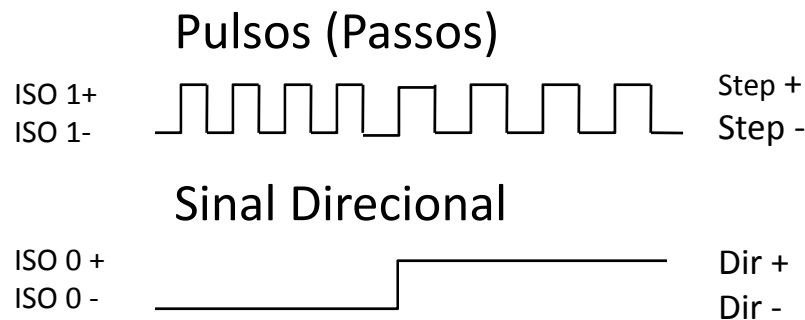 Pulsos (Passos)
ISO 1+
Step +
ISO 1-
Step -
Sinal Direcional
ISO 0 +
Dir +
ISO 0 -
Dir -